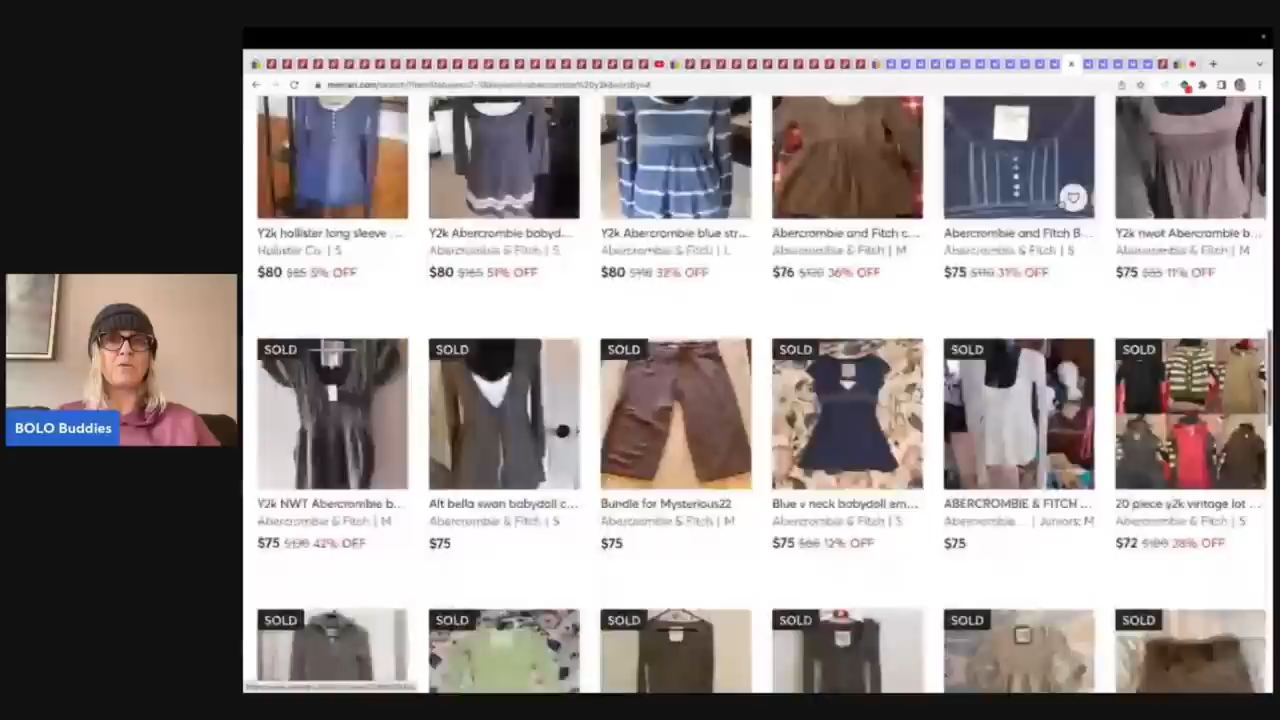 Y2k hollister long sleeve ...
Hollister Co. | S
$80 $85 5% OFF
Y2k Abercrombie babyd...
Abercrombie & Fitch | S
$80 $165 51% OFF
Y2k Abercrombie blue str...
Abercrombie & Fitch | L
$80 32% OFF
Abercrombie and Fitch c...
Abercrombie & Fitch | M
$76 $120 36% OFF
Abercrombie and Fitch B...
Abercrombie & Fitch | S
$75 $110 31% OFF
Y2k nwot Abercrombie b...
Abercrombie & Fitch | M
$75 $85 11% OFF
SOLD
Y2k NWT Abercrombie b...
Abercrombie & Fitch | M
$75 $130 42% OFF
SOLD
Alt bella swan babydoll c...
Abercrombie & Fitch | S
$75
SOLD
Bundle for Mysterious22
Abercrombie & Fitch | M
$75
SOLD
Blue v neck babydoll em...
Abercrombie & Fitch | S
$75 12% OFF
SOLD
ABERCROMBIE & FITCH ...
Abercrombie ... | Juniors: M
$75
SOLD
20 piece y2k vintage lot ...
Abercrombie & Fitch | S
$72 $100 28% OFF
SOLD
SOLD
SOLD
SOLD
SOLD
SOLD
BOLO Buddies